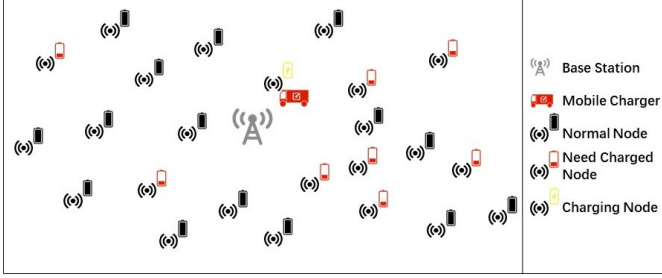 Base Station
Mobile Charger
Normal Node
Need Charged
Node
Charging Node